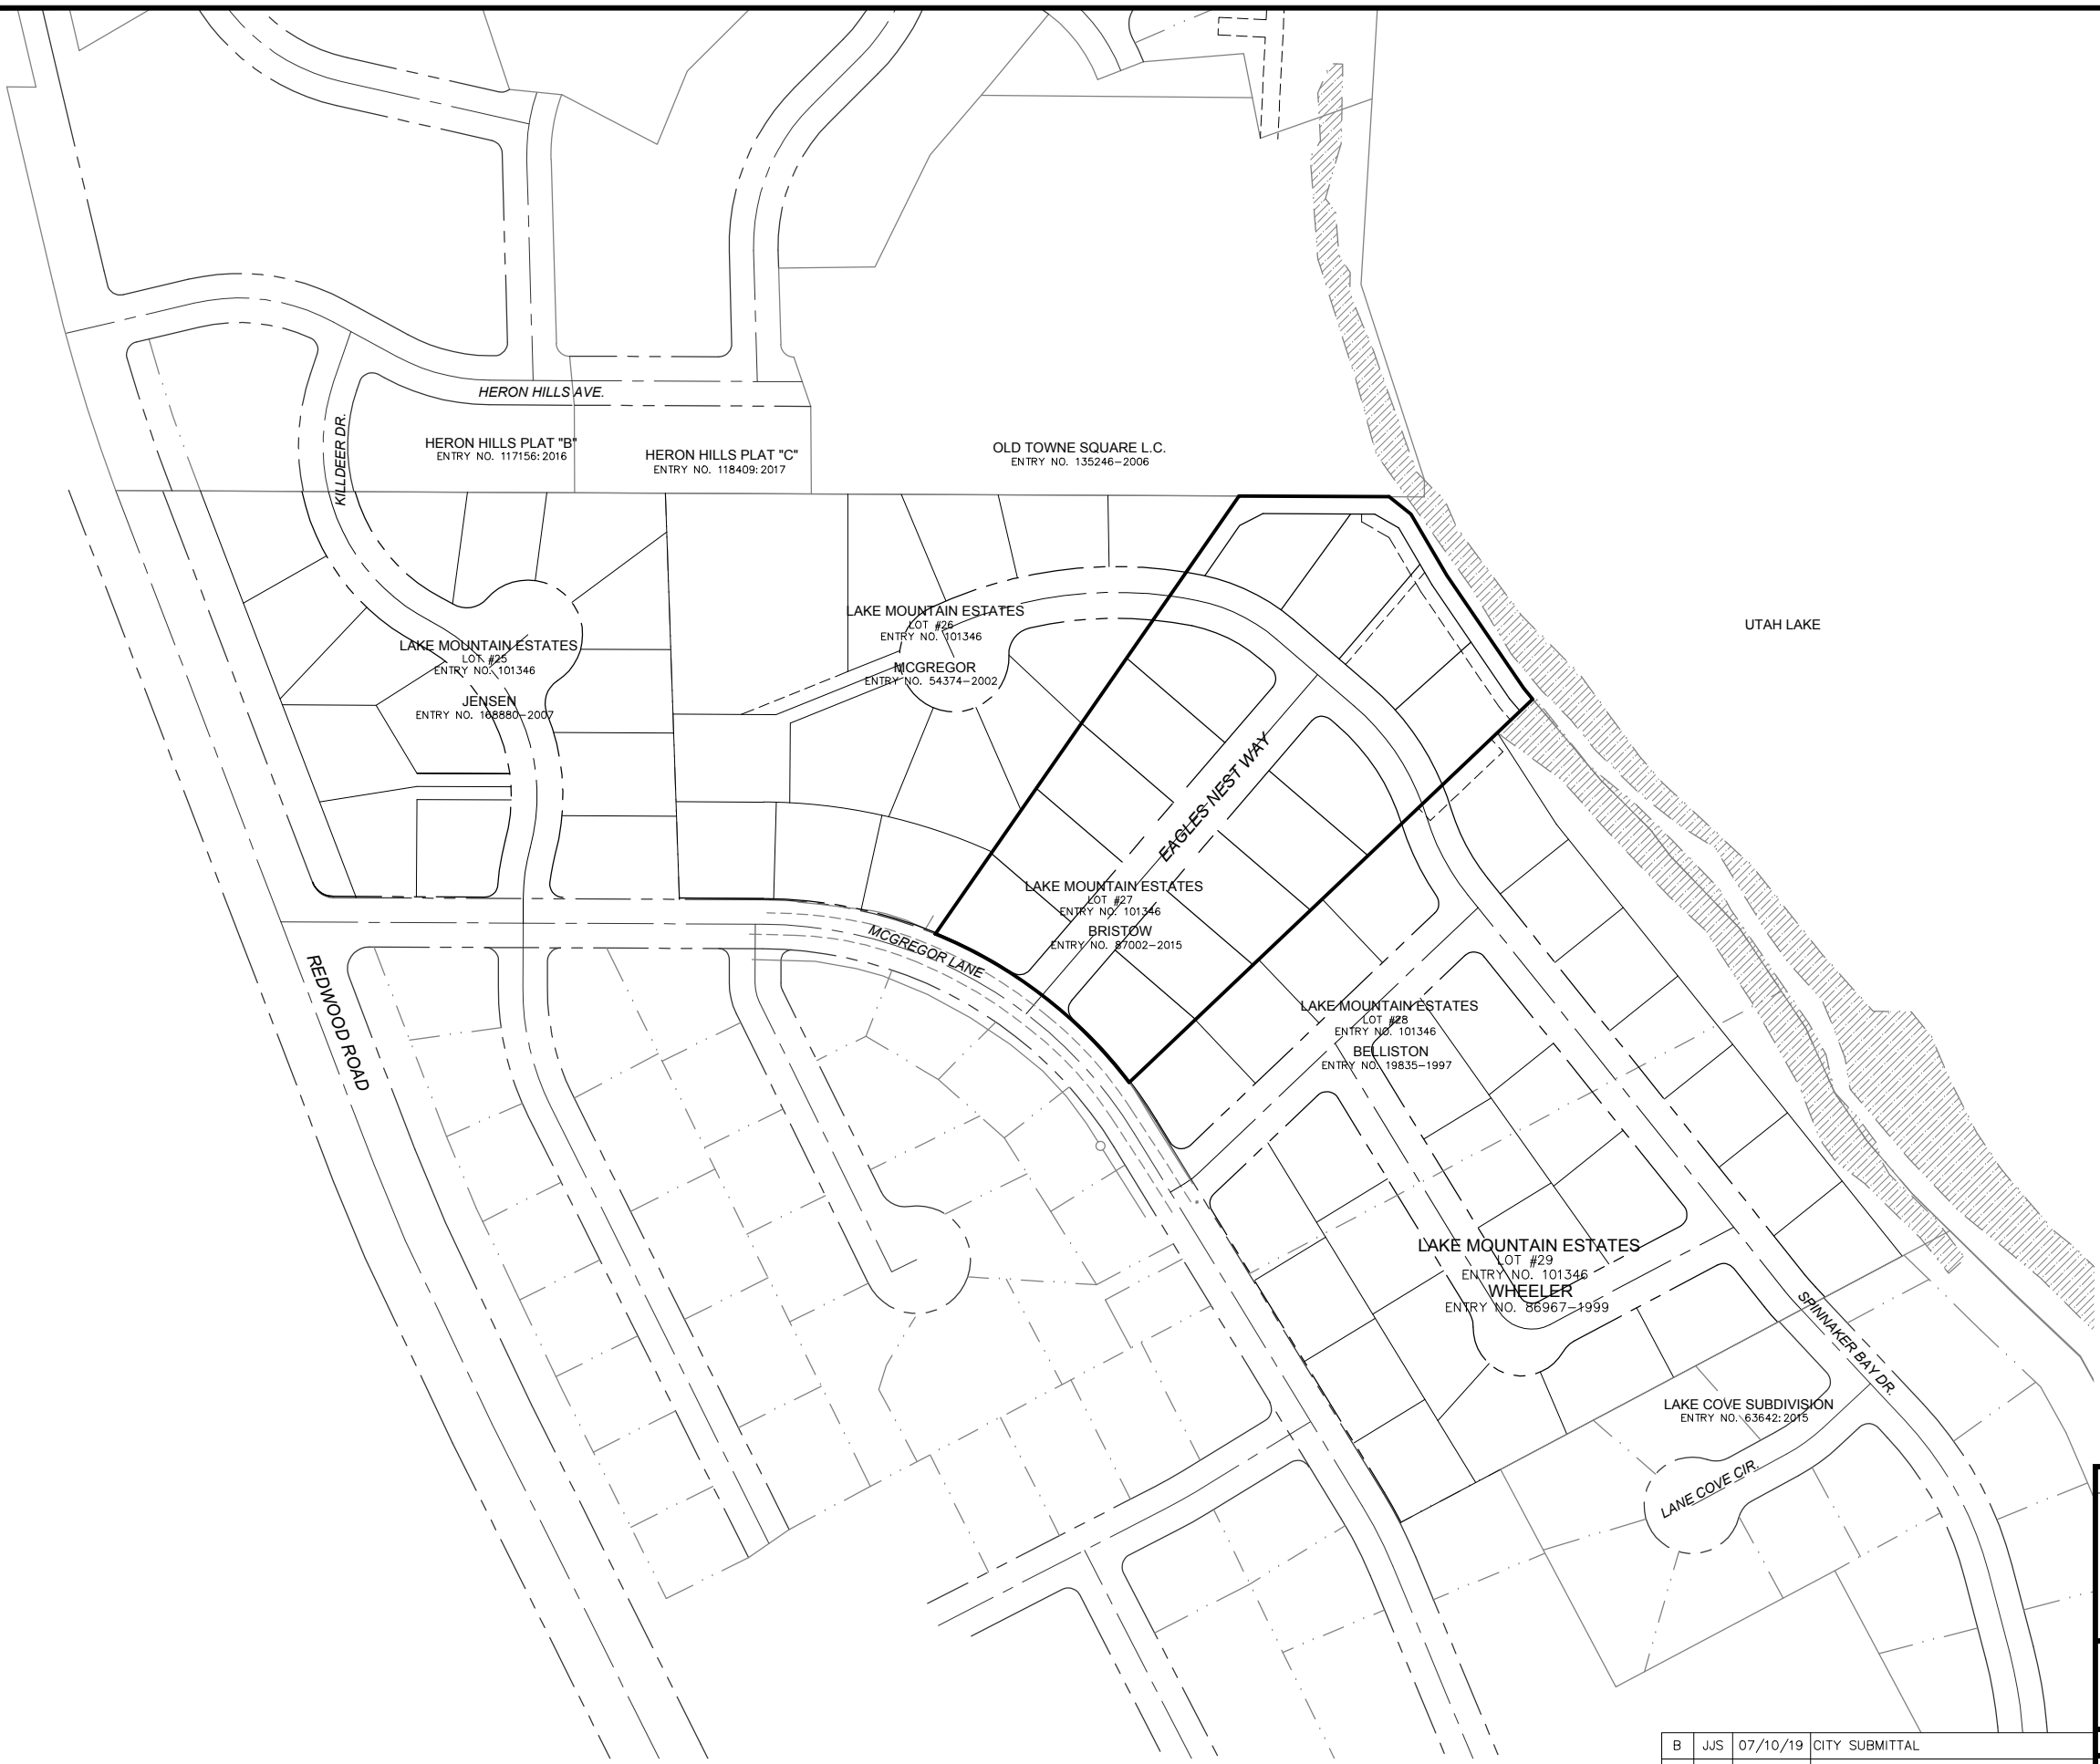 HERON HILLS AVE.
KILLDEER DR.
HERON HILLS PLAT "B"
ENTRY NO. 117156:2016
HERON HILLS PLAT "C"
ENTRY NO. 118409:2017
OLD TOWNE SQUARE L.C.
ENTRY NO. 135246-2006
UTAH LAKE
LAKE MOUNTAIN ESTATES
LOT #26
ENTRY NO. 101346
MCGREGOR
ENTRY NO. 54374-2002
LAKE MOUNTAIN ESTATES
LOT #25
ENTRY NO. 101346
JENSEN
ENTRY NO. 168880-2007
EAGLES NEST WAY
LAKE MOUNTAIN ESTATES
LOT #27
ENTRY NO. 101346
BRISTOW
ENTRY NO. 87002-2015
MCGREGOR LANE
REDWOOD ROAD
LAKE MOUNTAIN ESTATES
LOT #28
ENTRY NO. 101346
BELLISTON
ENTRY NO. 19835-1997
LAKE MOUNTAIN ESTATES
LOT #29
ENTRY NO. 101346
WHEELER
ENTRY NO. 86967-1999
SPINNAKER BAY DR.
LAKE COVE SUBDIVISION
ENTRY NO. 63642:2015
LANE COVE CIR.
B JJS 07/10/19 CITY SUBMITTAL